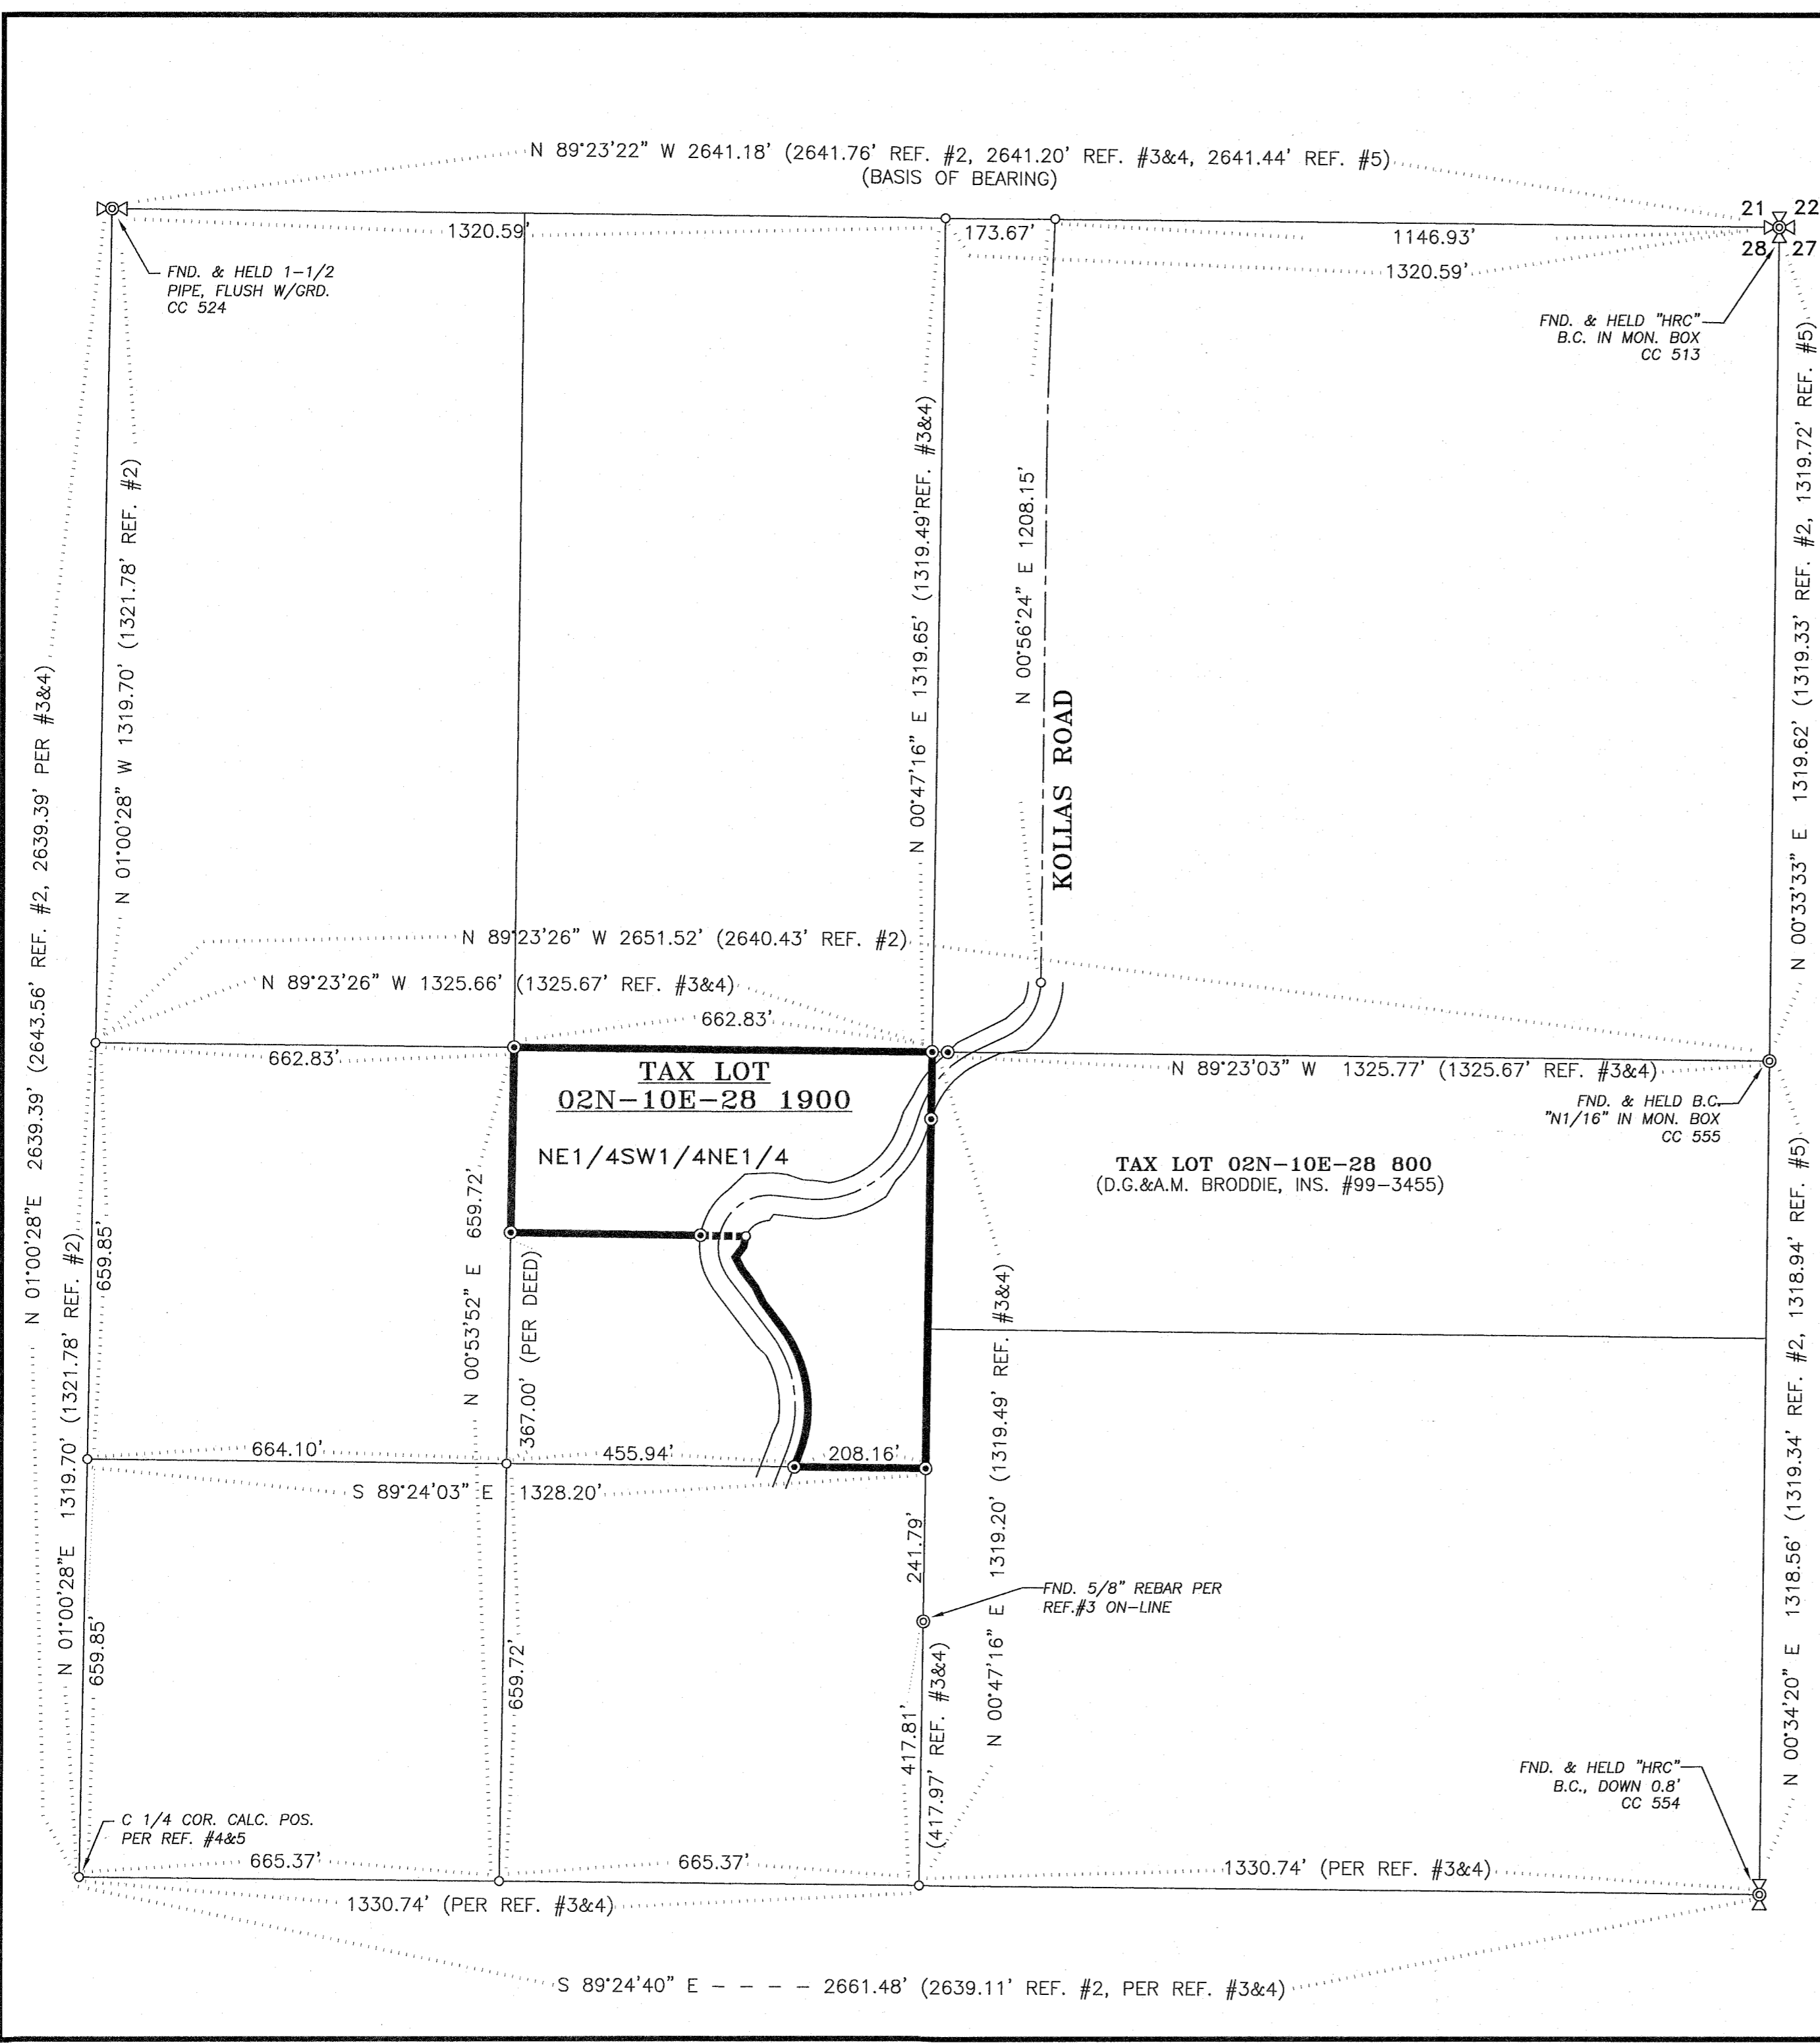 N 89°23'22" W 2641.18' (2641.76' REF. #2, 2641.20' REF. #3&4, 2641.44' REF. #5)
(BASIS OF BEARING)
21 22
28 27
1320.59'
173.67'
1146.93'
1320.59'
FND. & HELD 1-1/2
PIPE, FLUSH W/GRD.
CC 524
FND. & HELD "HRC"
B.C. IN MON. BOX
CC 513
N 01°00'28"E 2639.39' (2643.56' REF. #2, 2639.39' PER #3&4)
N 01°00'28" W 1319.70' (1321.78' REF. #2)
N 00°47'16" E 1319.65' (1319.49'REF. #3&4)
N 00°56'24" E 1208.15'
KOLLAS ROAD
N 00°33'33" E 1319.62' (1319.33' REF. #2, 1319.72' REF. #5)
N 89°23'26" W 2651.52' (2640.43' REF. #2)
N 89°23'26" W 1325.66' (1325.67' REF. #3&4)
662.83'
662.83'
TAX LOT
02N-10E-28 1900
NE1/4SW1/4NE1/4
N 89°23'03" W 1325.77' (1325.67' REF. #3&4)
FND. & HELD B.C.
"N1/16" IN MON. BOX
CC 555
TAX LOT 02N-10E-28 800
(D.G.&A.M. BRODDIE, INS. #99-3455)
N 01°00'28"E 1319.70' (1321.78' REF. #2)
659.85'
N 00°53'52" E 659.72'
367.00' (PER DEED)
N 00°47'16" E 1319.20' (1319.49' REF. #3&4)
N 00°34'20" E 1318.56' (1319.34' REF. #2, 1318.94' REF. #5)
664.10'
455.94'
208.16'
S 89°24'03" E 1328.20'
241.79'
FND. 5/8" REBAR PER
REF.#3 ON-LINE
659.85'
659.72'
417.81'
(417.97' REF. #3&4)
FND. & HELD "HRC"
B.C., DOWN 0.8'
CC 554
C 1/4 COR. CALC. POS.
PER REF. #4&5
665.37'
665.37'
1330.74' (PER REF. #3&4)
1330.74' (PER REF. #3&4)
S 89°24'40" E - - - - 2661.48' (2639.11' REF. #2, PER REF. #3&4)